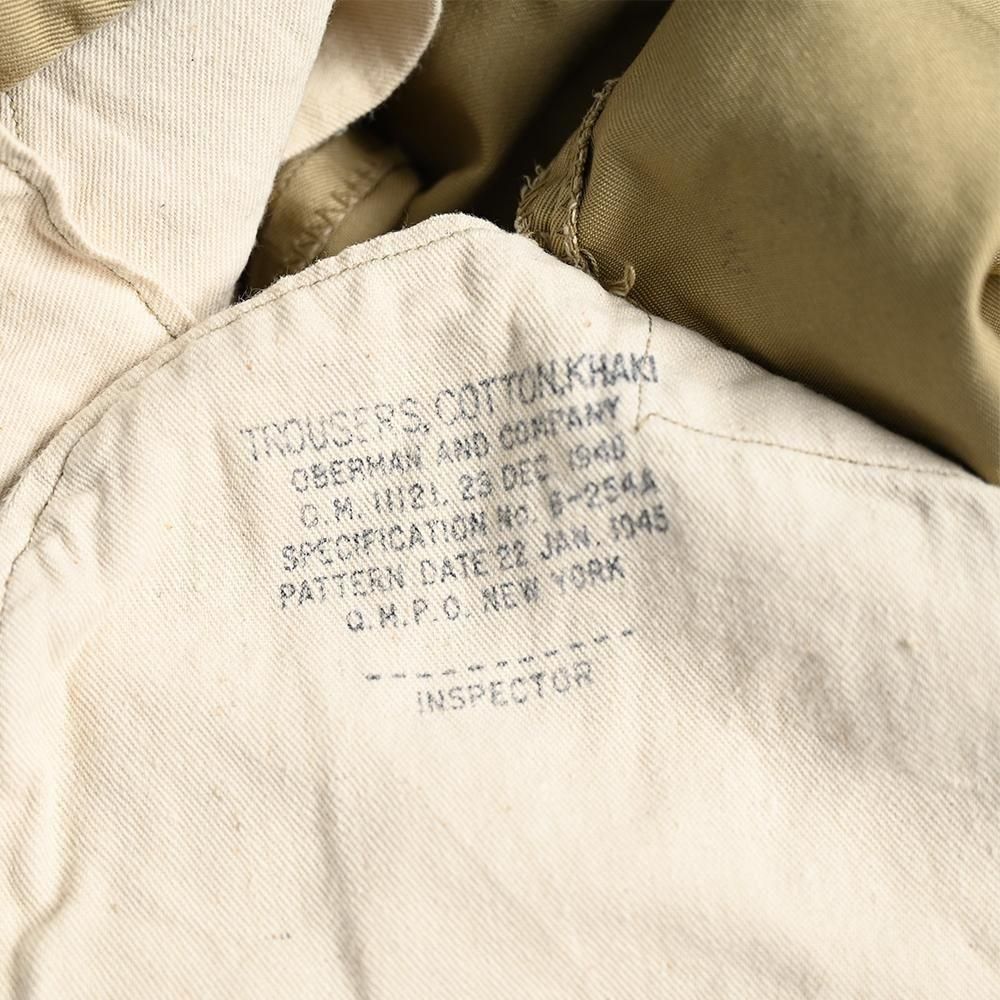 TROUSERS, COTTON, KHAKI
OBERMAN AND COMPANY
O.M. 11121, 23 DEC 1948
SPECIFICATION No. 6-254A
PATTERN DATE 22 JAN. 1945
Q.M.P.O. NEW YORK
INSPECTOR